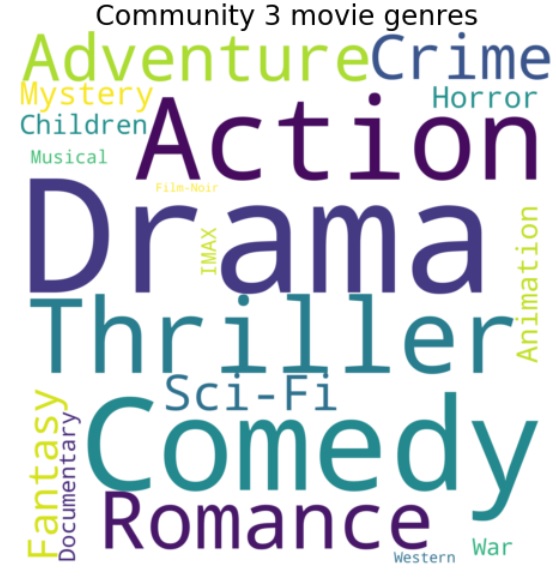 Community 3 movie genres
Adventure
Crime
Mystery
Horror
Children
Action
Musical
Film-Noir
Drama
IMAX
Animation
Thriller
Sci-Fi
Fantasy
Documentary
Comedy
Romance
War
Western